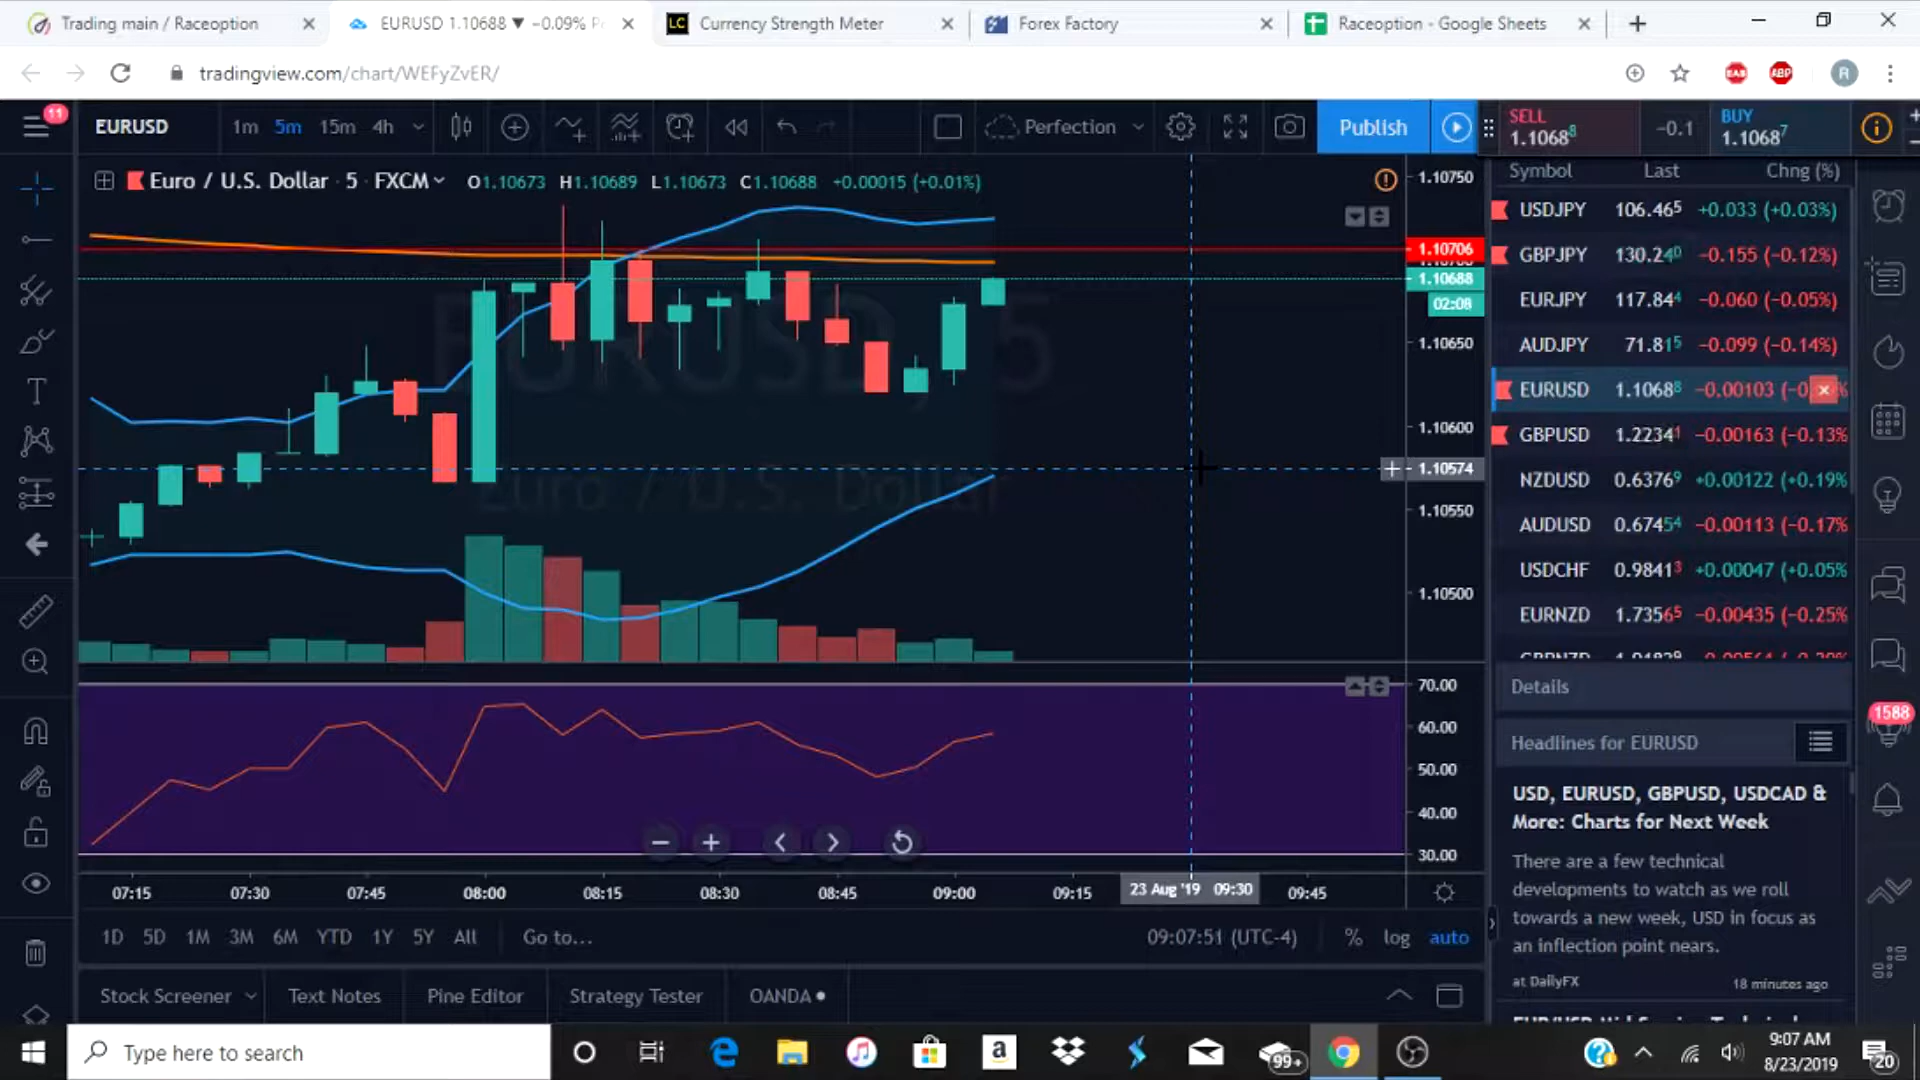 Trading main / Raceoption
EURUSD 1.10688 ▼ −0.09%
Currency Strength Meter
LC
Forex Factory
Raceoption - Google Sheets
tradingview.com/chart/WEFyZvER/
ABP
R
11
EURUSD
1m 5m 15m 4h
Perfection
Publish
SELL
1.10688
−0.1
BUY
1.10687
Euro / U.S. Dollar · 5 · FXCM
O1.10673 H1.10689 L1.10673 C1.10688 +0.00015 (+0.01%)
EURUSD, 5
Euro / U.S. Dollar
1.10750
1.10706
1.10688
02:08
1.10650
1.10600
1.10574
1.10550
1.10500
70.00
60.00
50.00
40.00
30.00
07:15 07:30 07:45 08:00 08:15 08:30 08:45 09:00 09:15 23 Aug '19 09:30 09:45
1D 5D 1M 3M 6M YTD 1Y 5Y All Go to...
09:07:51 (UTC-4) % log auto
Stock Screener Text Notes Pine Editor Strategy Tester OANDA
Symbol Last Chng (%)
USDJPY 106.465 +0.033 (+0.03%)
GBPJPY 130.240 −0.155 (−0.12%)
EURJPY 117.844 −0.060 (−0.05%)
AUDJPY 71.815 −0.099 (−0.14%)
EURUSD 1.10688 −0.00103
GBPUSD 1.22341 −0.00163 (−0.13%
NZDUSD 0.63769 +0.00122 (+0.19%
AUDUSD 0.67454 −0.00113 (−0.17%
USDCHF 0.98413 +0.00047 (+0.05%
EURNZD 1.73565 −0.00435 (−0.25%
Details
1588
Headlines for EURUSD
USD, EURUSD, GBPUSD, USDCAD &
More: Charts for Next Week
There are a few technical
developments to watch as we roll
towards a new week, USD in focus as
an inflection point nears.
at DailyFX 18 minutes ago
Type here to search
99+
9:07 AM
8/23/2019
20